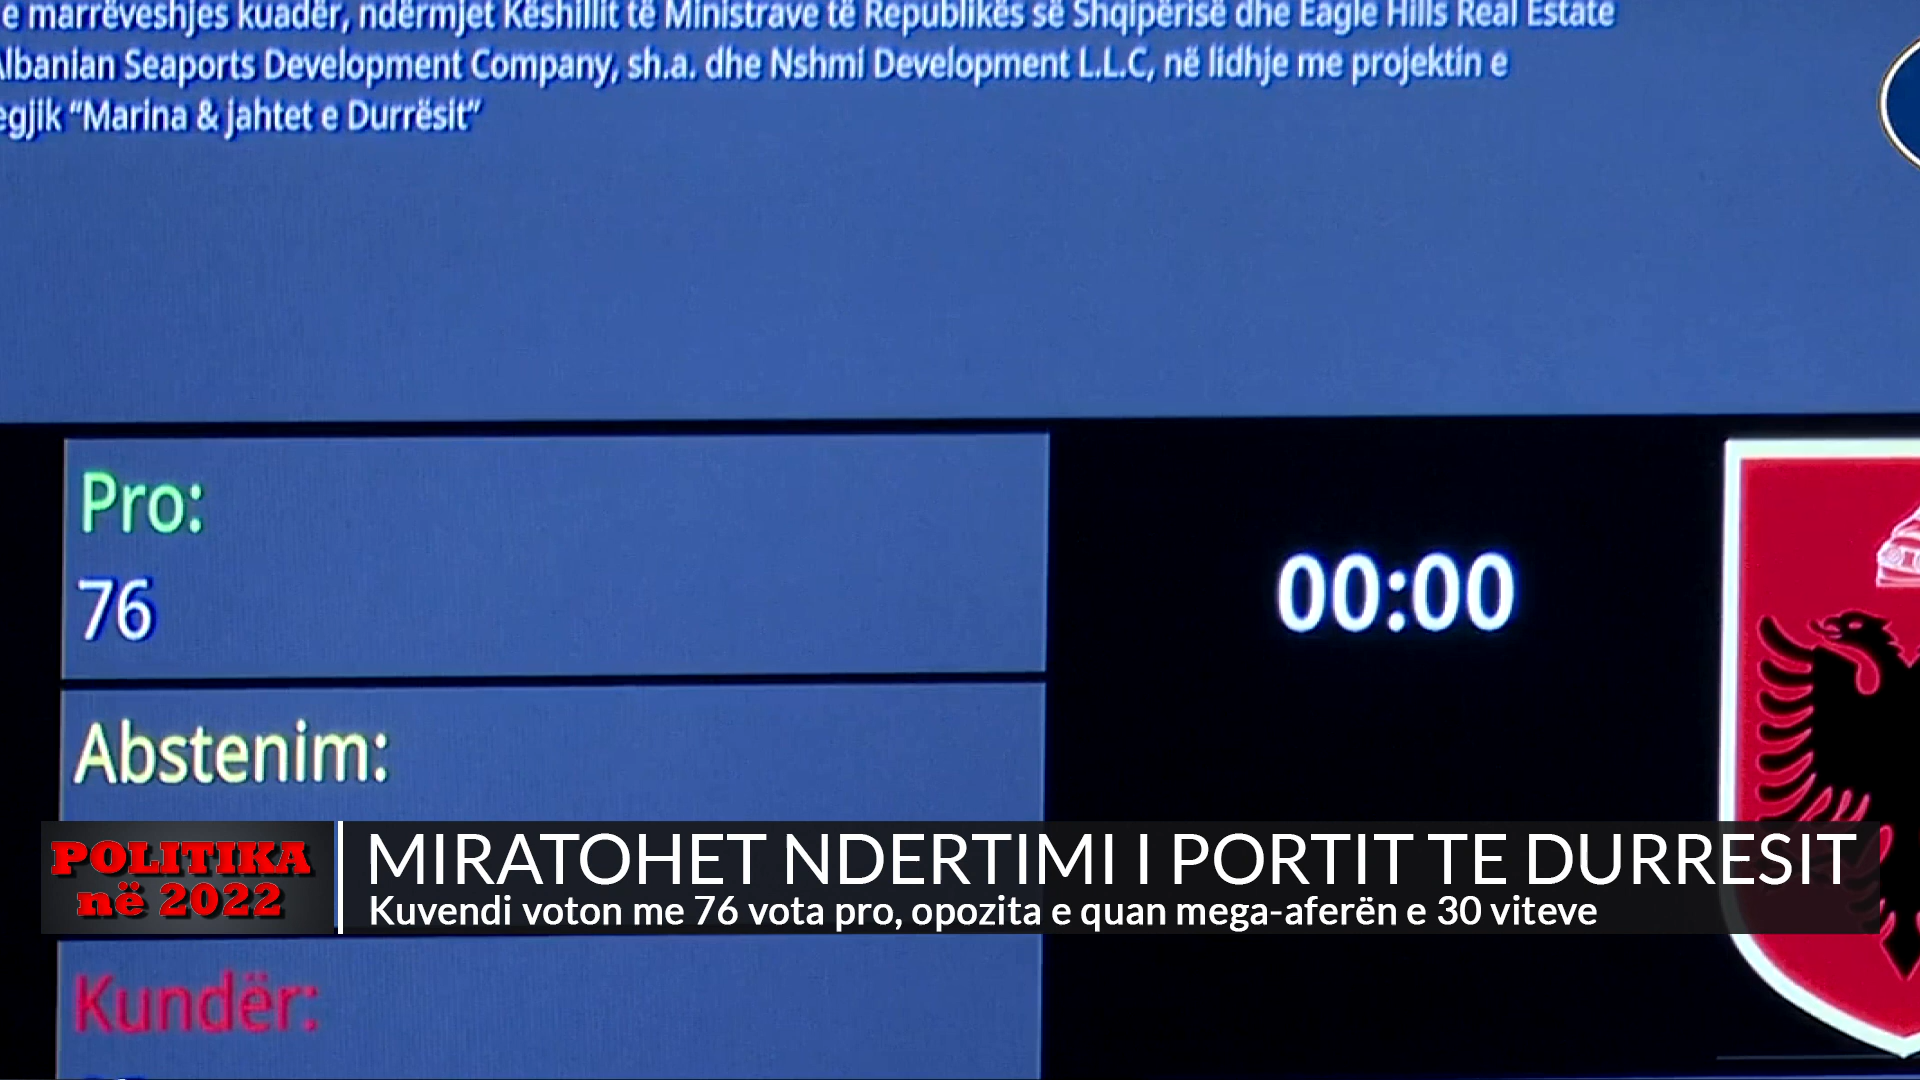 e marrëveshjes kuadër, ndërmjet Këshillit të Ministrave të Republikës së Shqipërisë dhe Eagle Hills Real Estate
Albanian Seaports Development Company, sh.a. dhe Nshmi Development L.L.C, në lidhje me projektin e
egjik “Marina & jahtet e Durrësit”
Pro:
76
00:00
Abstenim:
POLITIKA
në 2022
MIRATOHET NDERTIMI I PORTIT TE DURRESIT
Kuvendi voton me 76 vota pro, opozita e quan mega-aferën e 30 viteve
Kundër: